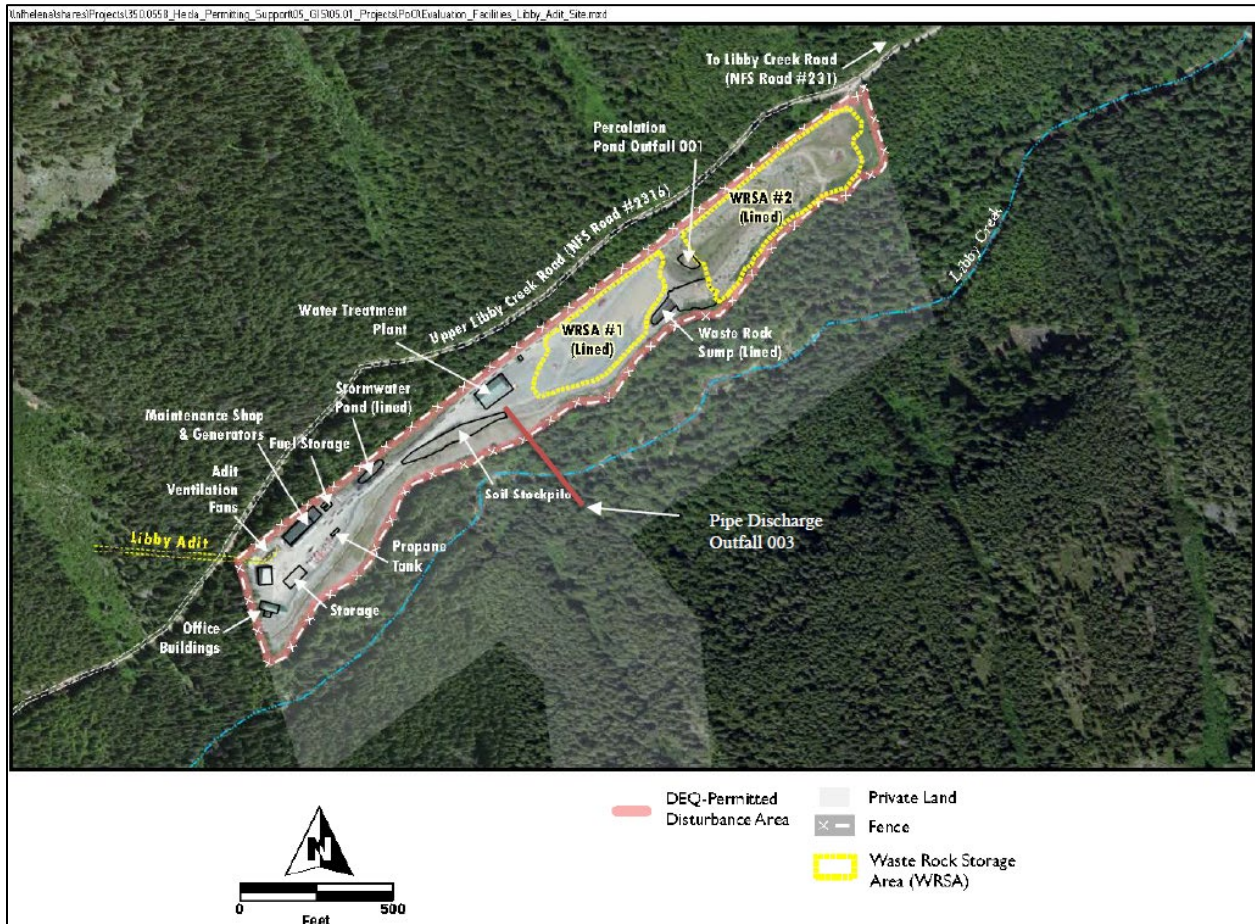 \\nfhelena\shares\Projects\350.0558_Hecla_Permitting_Support\05_GIS\05.01_Projects\PoO\Evaluation_Facilities_Libby_Adit_Site.mxd
To Libby Creek Road
(NFS Road #231)
Percolation
Pond Outfall 001
WRSA #2
(Lined)
Upper Libby Creek Road (NFS Road #2316)
Libby Creek
Water Treatment
Plant
WRSA #1
(Lined)
Waste Rock
Sump (Lined)
Stormwater
Pond (lined)
Maintenance Shop
& Generators
Fuel Storage
Adit
Ventilation
Fans
Soil Stockpile
Pipe Discharge
Outfall 003
Libby Adit
Propane
Tank
Storage
Office
Buildings
DEQ-Permitted
Disturbance Area
Private Land
Fence
Waste Rock Storage
Area (WRSA)
N
0
500
Feet